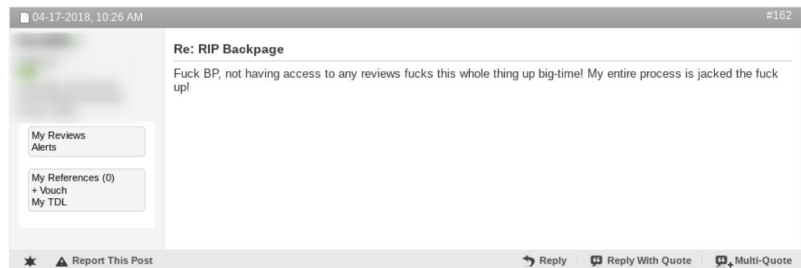 04-17-2018, 10:26 AM
#162
Re: RIP Backpage
Fuck BP, not having access to any reviews fucks this whole thing up big-time! My entire process is jacked the fuck
up!
My Reviews
Alerts
My References (0)
+ Vouch
My TDL
Report This Post
Reply
Reply With Quote
Multi-Quote